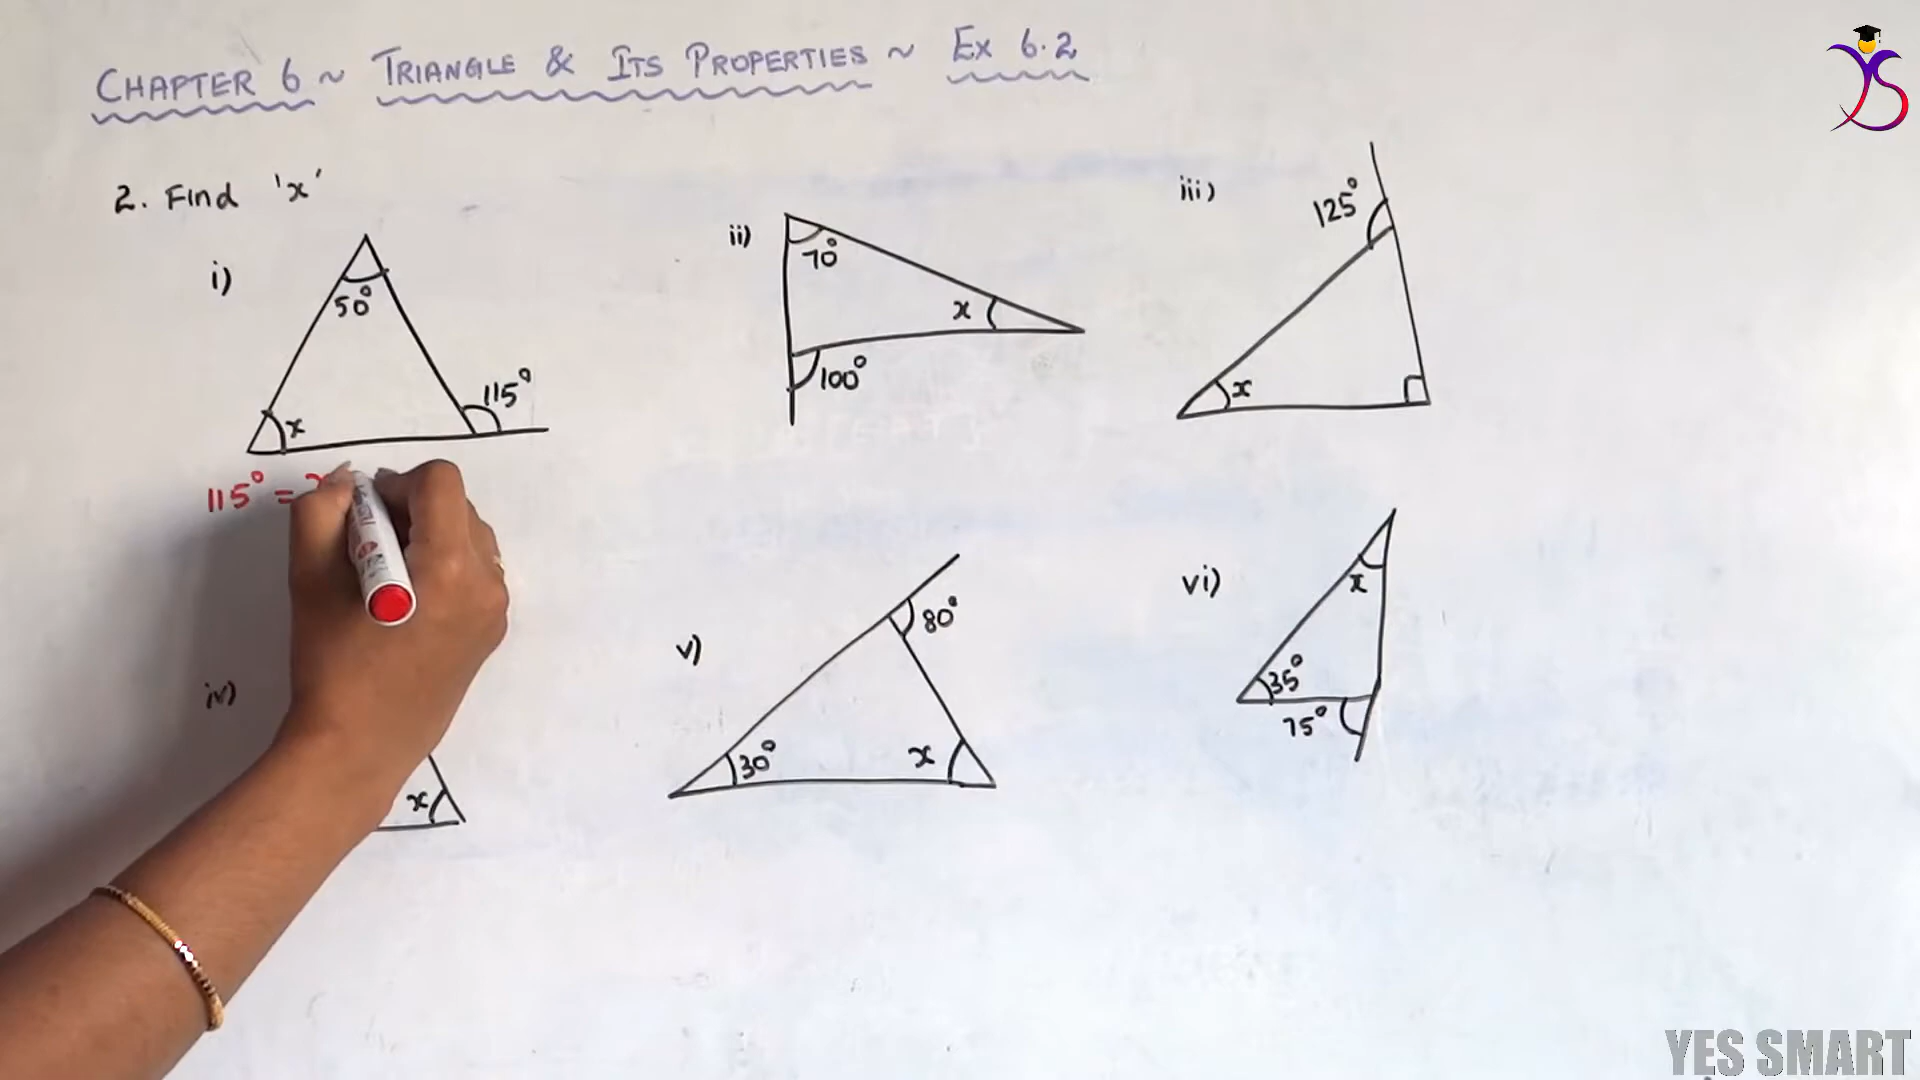 CHAPTER 6 ~ TRIANGLE & ITS PROPERTIES ~ Ex 6.2
2. Find 'x'
i)
50°
115°
x
115° =
ii)
70°
x
100°
iii)
125°
x
iv)
x
v)
80°
30°
x
vi)
x
35°
75°
YES SMART